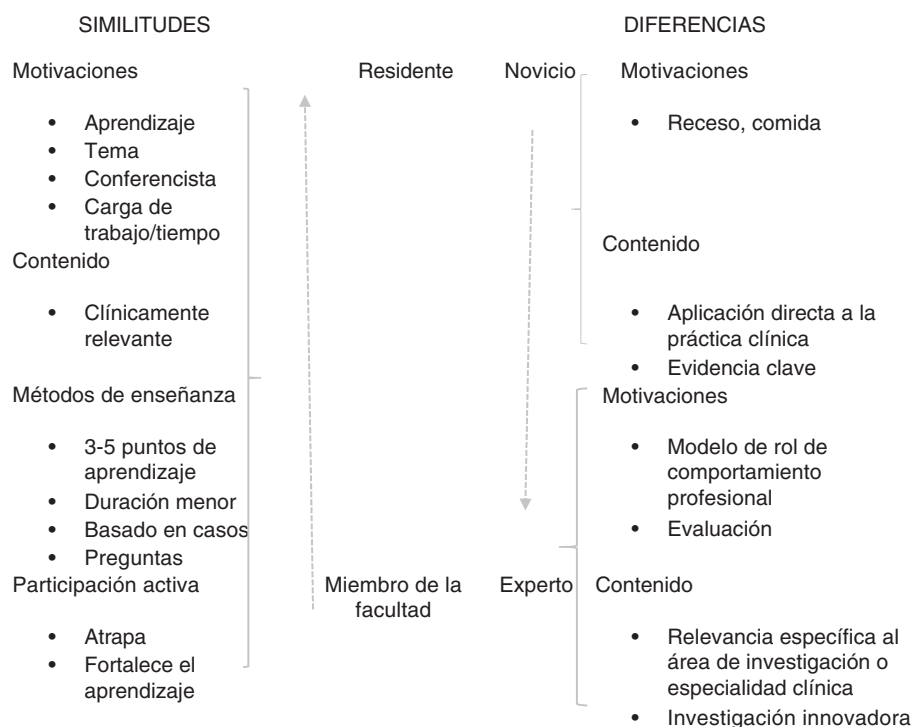 SIMILITUDES
Motivaciones
• Aprendizaje
• Tema
• Conferencista
• Carga de
trabajo/tiempo
Contenido
• Clínicamente
relevante
Métodos de enseñanza
• 3-5 puntos de
aprendizaje
• Duración menor
• Basado en casos
• Preguntas
Participación activa
• Atrapa
• Fortalece el
aprendizaje
Residente
Miembro de la
facultad
Novicio
Experto
DIFERENCIAS
Motivaciones
• Receso, comida
Contenido
• Aplicación directa a la
práctica clínica
• Evidencia clave
Motivaciones
• Modelo de rol de
comportamiento
profesional
• Evaluación
Contenido
• Relevancia específica al
área de investigación o
especialidad clínica
• Investigación innovadora